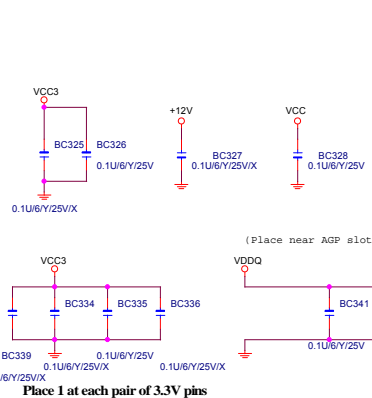 VCC3
+12V
VCC
BC325
BC326
0.1U/6/Y/25V
0.1U/6/Y/25V/X
BC327
0.1U/6/Y/25V/X
BC328
0.1U/6/Y/25V
(Place near AGP slot
VCC3
VDDQ
BC334
BC335
BC336
BC341
0.1U/6/Y/25V
BC339
0.1U/6/Y/25V
0.1U/6/Y/25V/X
0.1U/6/Y/25V/X
/6/Y/25V/X
Place 1 at each pair of 3.3V pins